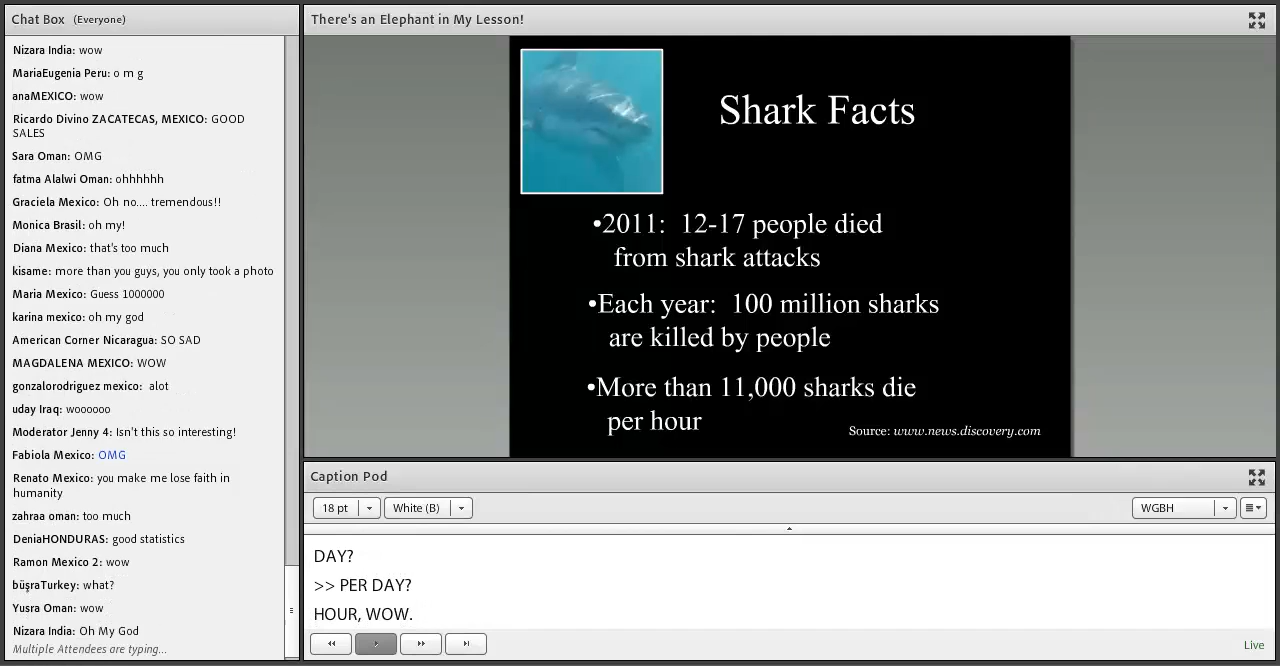 Chat Box (Everyone)
Nizara India: wow
MariaEugenia Peru: o m g
anaMEXICO: wow
Ricardo Divino ZACATECAS, MEXICO: GOOD
SALES
Sara Oman: OMG
fatma Alalwi Oman: ohhhhhh
Graciela Mexico: Oh no.... tremendous!!
Monica Brasil: oh my!
Diana Mexico: that's too much
kisame: more than you guys, you only took a photo
Maria Mexico: Guess 1000000
karina mexico: oh my god
American Corner Nicaragua: SO SAD
MAGDALENA MEXICO: WOW
gonzalorodriguez mexico: alot
uday Iraq: woooooo
Moderator Jenny 4: Isn't this so interesting!
Fabiola Mexico: OMG
Renato Mexico: you make me lose faith in
humanity
zahraa oman: too much
DeniaHONDURAS: good statistics
Ramon Mexico 2: wow
büşraTurkey: what?
Yusra Oman: wow
Nizara India: Oh My God
Multiple Attendees are typing...
There's an Elephant in My Lesson!
Shark Facts
•2011: 12-17 people died
from shark attacks
•Each year: 100 million sharks
are killed by people
•More than 11,000 sharks die
per hour
Source: www.news.discovery.com
Caption Pod
18 pt White (B) WGBH
DAY?
>> PER DAY?
HOUR, WOW.
Live